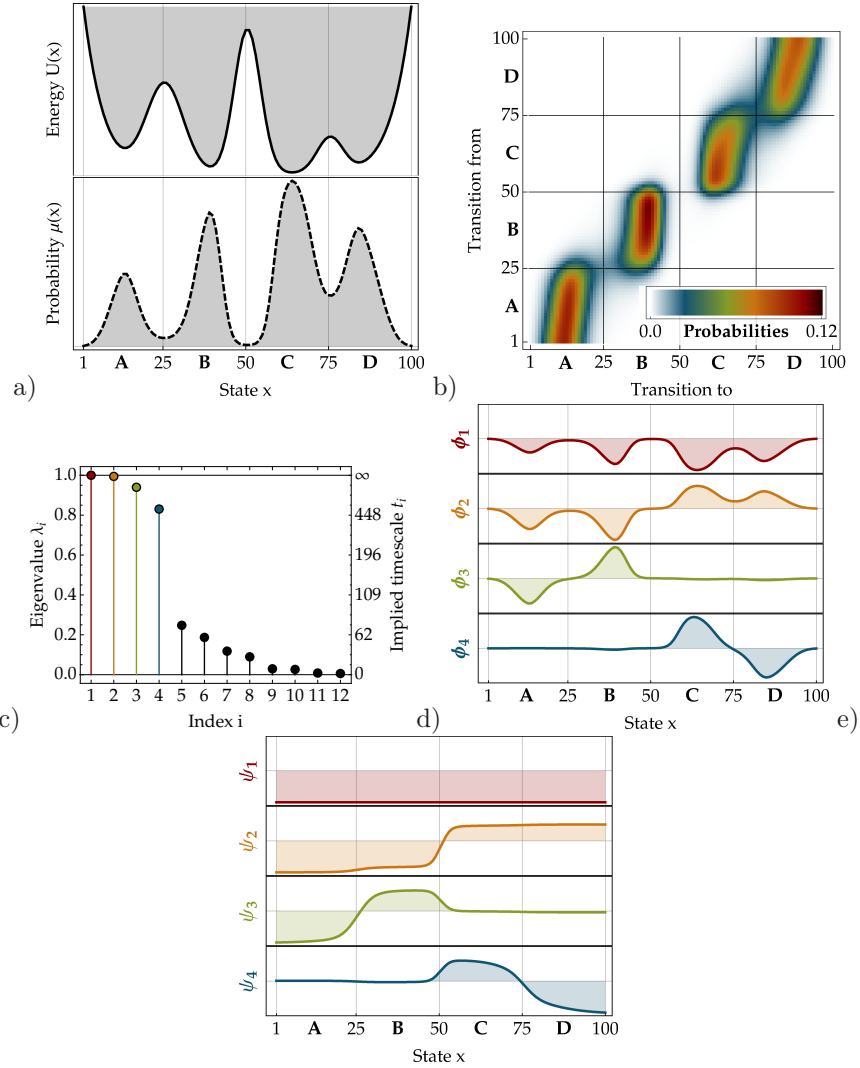 Energy U(x)
Probability μ(x)
1 A 25 B 50 C 75 D 100
State x
a)
Transition from
100
D
75
C
50
B
25
A
1
0.0 Probabilities 0.12
1 A 25 B 50 C 75 D 100
Transition to
b)
Eigenvalue λi
1.0
0.8
0.6
0.4
0.2
0.0
∞
448
196
109
62
0
Implied timescale ti
1 2 3 4 5 6 7 8 9 10 11 12
Index i
c)
ϕ1
ϕ2
ϕ3
ϕ4
1 A 25 B 50 C 75 D 100
State x
d)
e)
ψ1
ψ2
ψ3
ψ4
1 A 25 B 50 C 75 D 100
State x